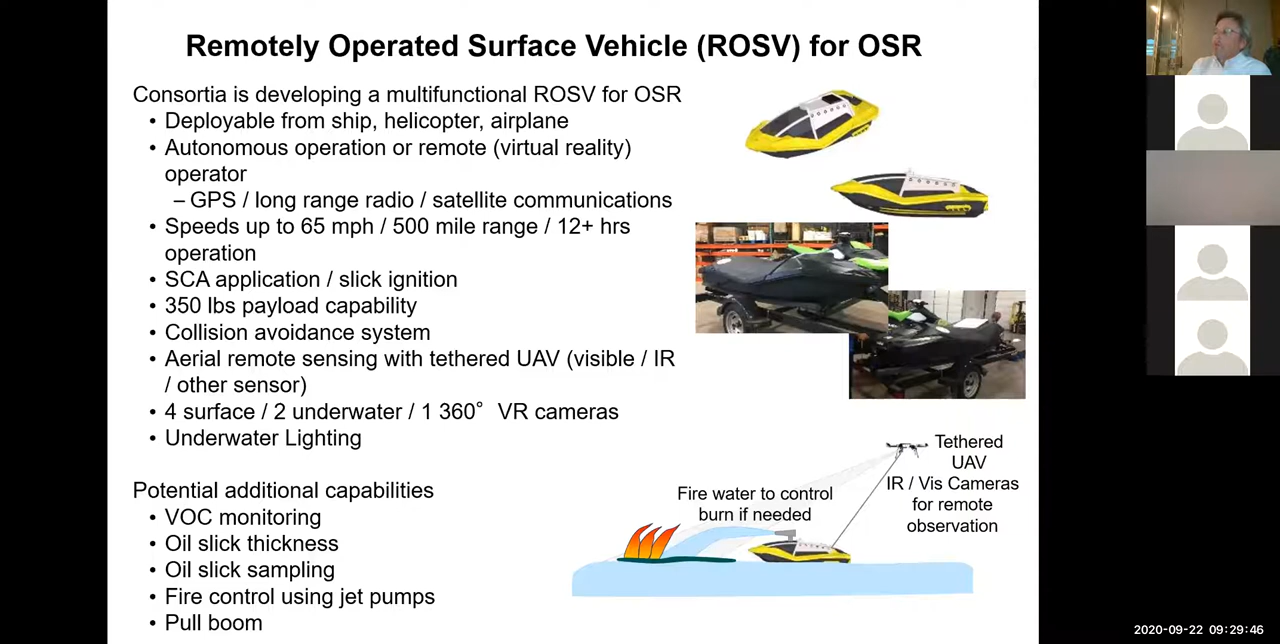 Remotely Operated Surface Vehicle (ROSV) for OSR
Consortia is developing a multifunctional ROSV for OSR
• Deployable from ship, helicopter, airplane
• Autonomous operation or remote (virtual reality)
operator
– GPS / long range radio / satellite communications
• Speeds up to 65 mph / 500 mile range / 12+ hrs
operation
• SCA application / slick ignition
• 350 lbs payload capability
• Collision avoidance system
• Aerial remote sensing with tethered UAV (visible / IR
/ other sensor)
• 4 surface / 2 underwater / 1 360° VR cameras
• Underwater Lighting
Potential additional capabilities
• VOC monitoring
• Oil slick thickness
• Oil slick sampling
• Fire control using jet pumps
• Pull boom
Fire water to control
burn if needed
Tethered
UAV
IR / Vis Cameras
for remote
observation
2020-09-22 09:29:46